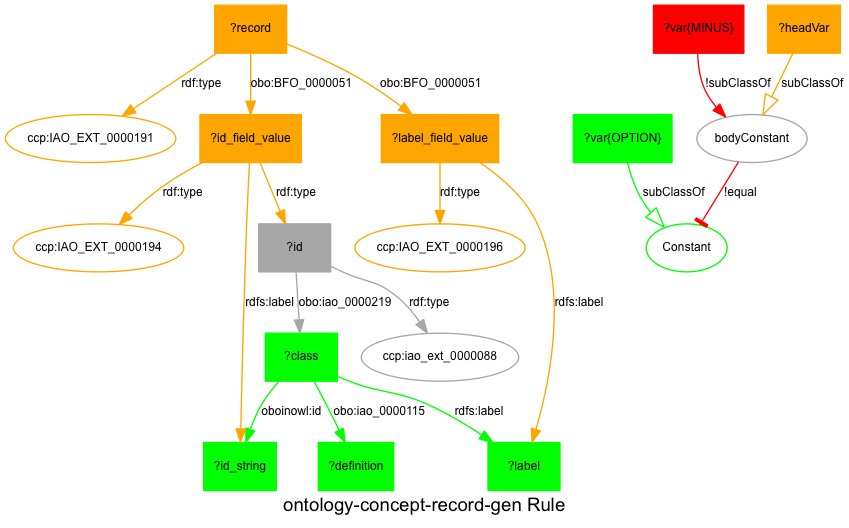 ?record
?var{MINUS}
?headVar
rdf:type
obo:BFO_0000051
obo:BFO_0000051
!subClassOf
subClassOf
ccp:IAO_EXT_0000191
?id_field_value
?label_field_value
?var{OPTION}
bodyConstant
rdf:type
rdf:type
rdf:type
subClassOf
!equal
ccp:IAO_EXT_0000194
?id
ccp:IAO_EXT_0000196
Constant
rdfs:label
obo:iao_0000219
rdf:type
rdfs:label
?class
ccp:iao_ext_0000088
oboinowl:id
obo:iao_0000115
rdfs:label
?id_string
?definition
?label
ontology-concept-record-gen Rule